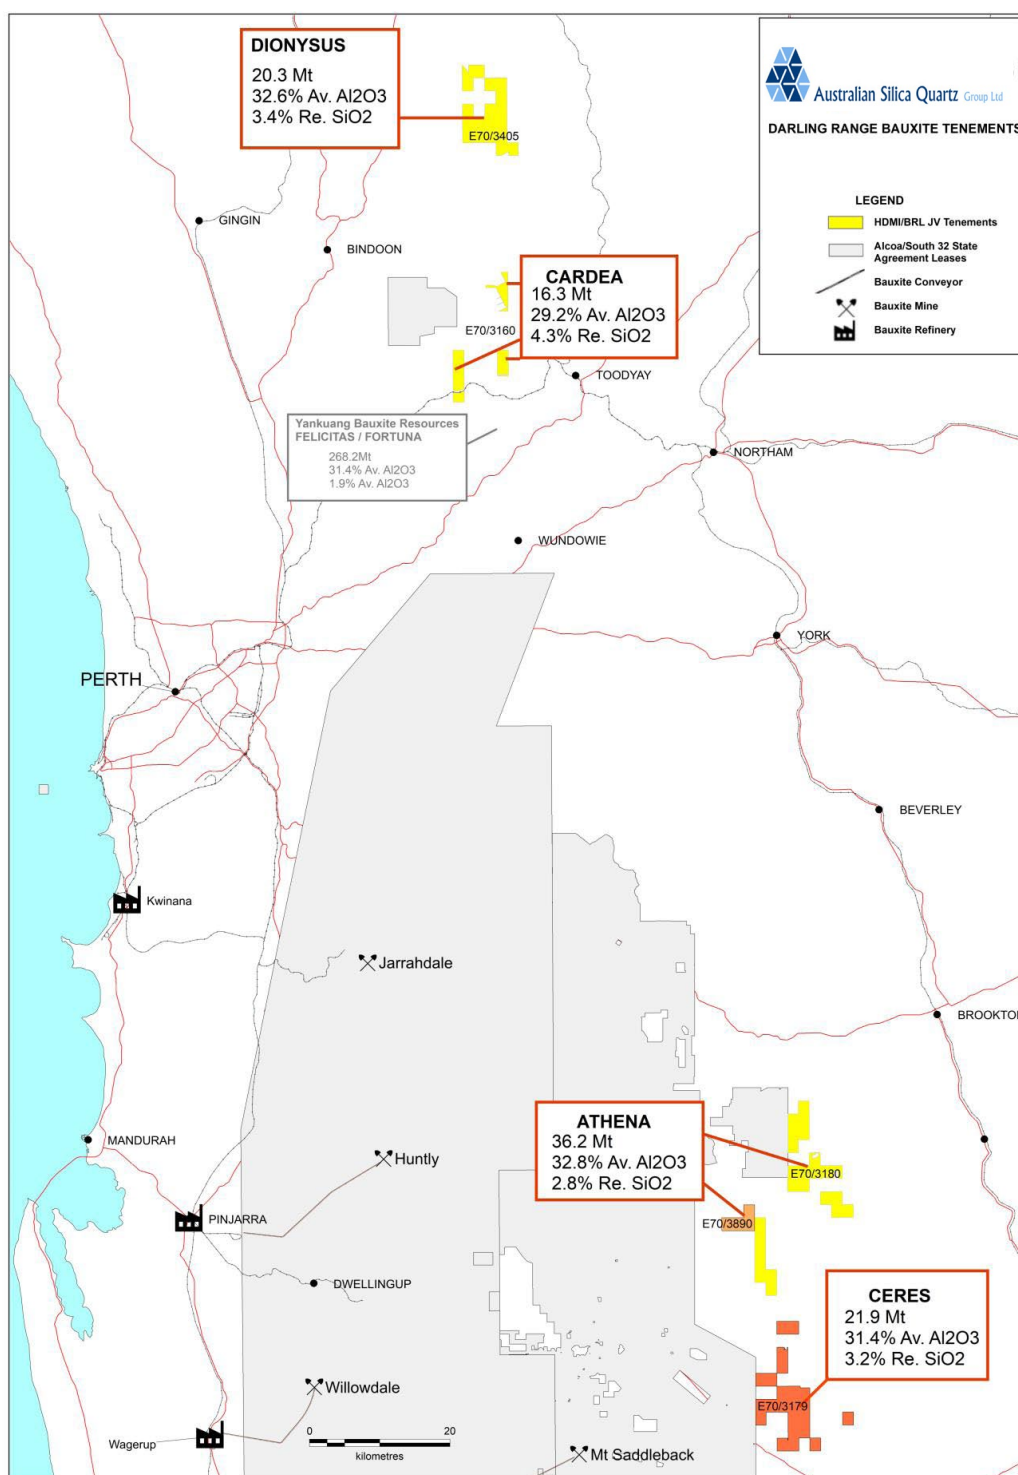 DIONYSUS
20.3 Mt
32.6% Av. Al2O3
3.4% Re. SiO2
E70/3405
Australian Silica Quartz Group Ltd
DARLING RANGE BAUXITE TENEMENTS
LEGEND
HDMI/BRL JV Tenements
Alcoa/South 32 State
Agreement Leases
Bauxite Conveyor
Bauxite Mine
Bauxite Refinery
GINGIN
BINDOON
CARDEA
16.3 Mt
29.2% Av. Al2O3
4.3% Re. SiO2
E70/3160
TOODYAY
Yankuang Bauxite Resources
FELICITAS / FORTUNA
268.2Mt
31.4% Av. Al2O3
1.9% Av. Al2O3
NORTHAM
WUNDOWIE
YORK
PERTH
BEVERLEY
Kwinana
Jarrahdale
BROOKTON
ATHENA
36.2 Mt
32.8% Av. Al2O3
2.8% Re. SiO2
MANDURAH
Huntly
E70/3180
PINJARRA
E70/3890
DWELLINGUP
CERES
21.9 Mt
31.4% Av. Al2O3
3.2% Re. SiO2
Willowdale
E70/3179
Wagerup
0 20
kilometres
Mt Saddleback